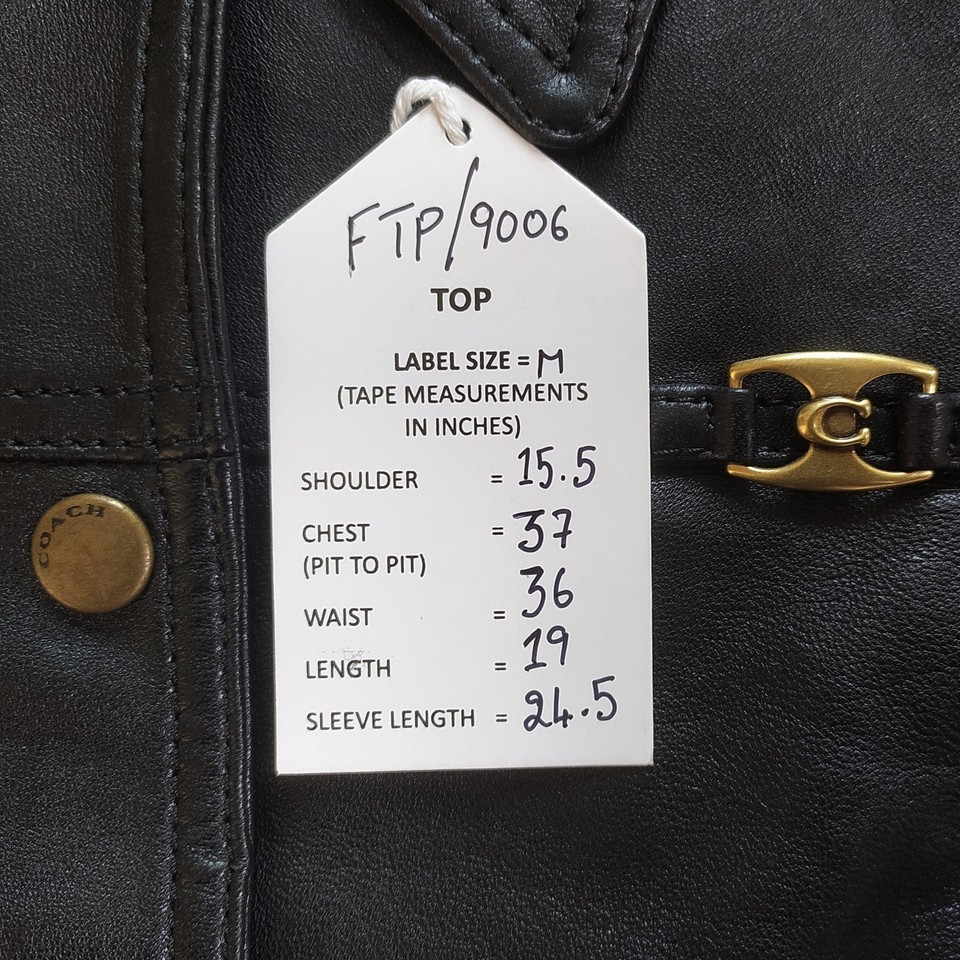 FTP/9006
TOP
LABEL SIZE = M
(TAPE MEASUREMENTS
IN INCHES)
SHOULDER = 15.5
CHEST = 37
(PIT TO PIT)
WAIST = 36
LENGTH = 19
SLEEVE LENGTH = 24.5
COACH
C